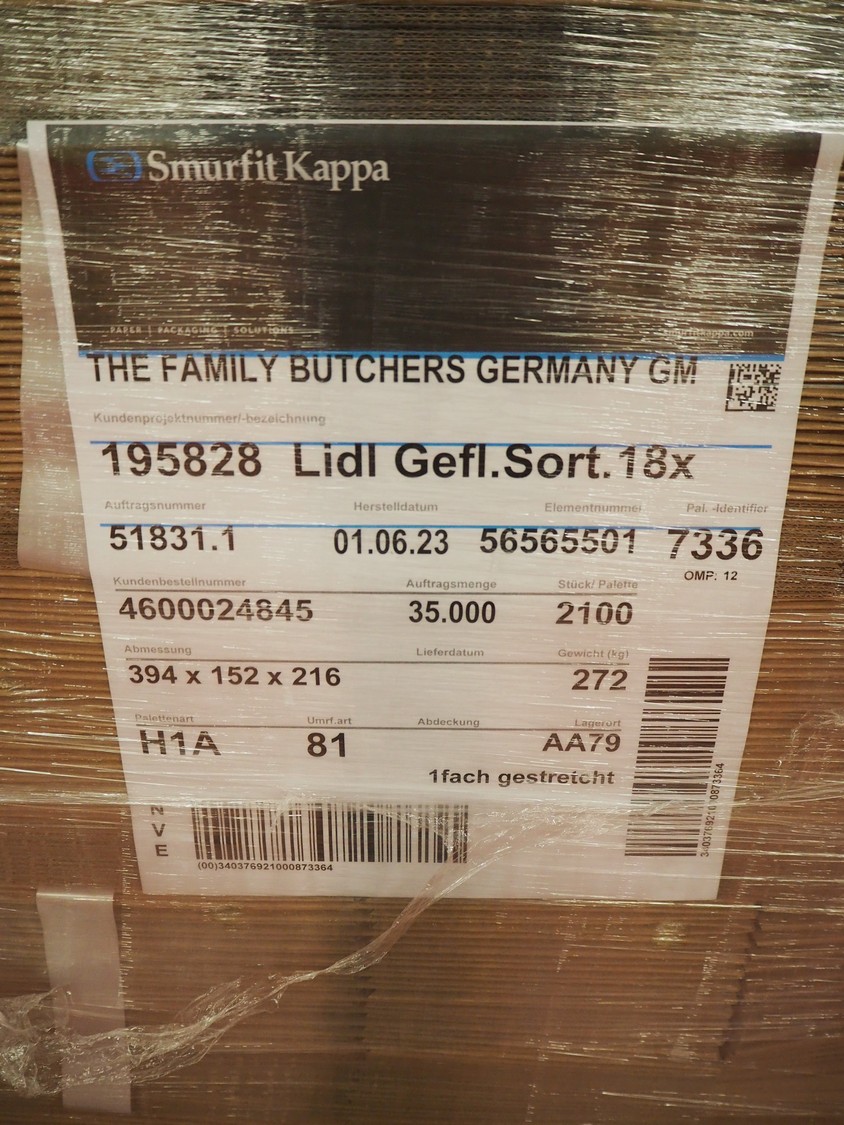 Smurfit Kappa
PAPER | PACKAGING | SOLUTIONS
smurfitkappa.com
THE FAMILY BUTCHERS GERMANY GM
Kundenprojektnummer/-bezeichnung
195828 Lidl Gefl.Sort.18x
Auftragsnummer Herstelldatum Elementnummer Pal. -Identifier
51831.1 01.06.23 56565501 7336
OMP: 12
Kundenbestellnummer Auftragsmenge Stück/ Palette
4600024845 35.000 2100
Abmessung Lieferdatum Gewicht (kg)
394 x 152 x 216 272
Palettenart Umrf.art Abdeckung Lagerort
H1A 81 AA79
1fach gestreicht
NVE
(00)340376921000873364
340376921000873364